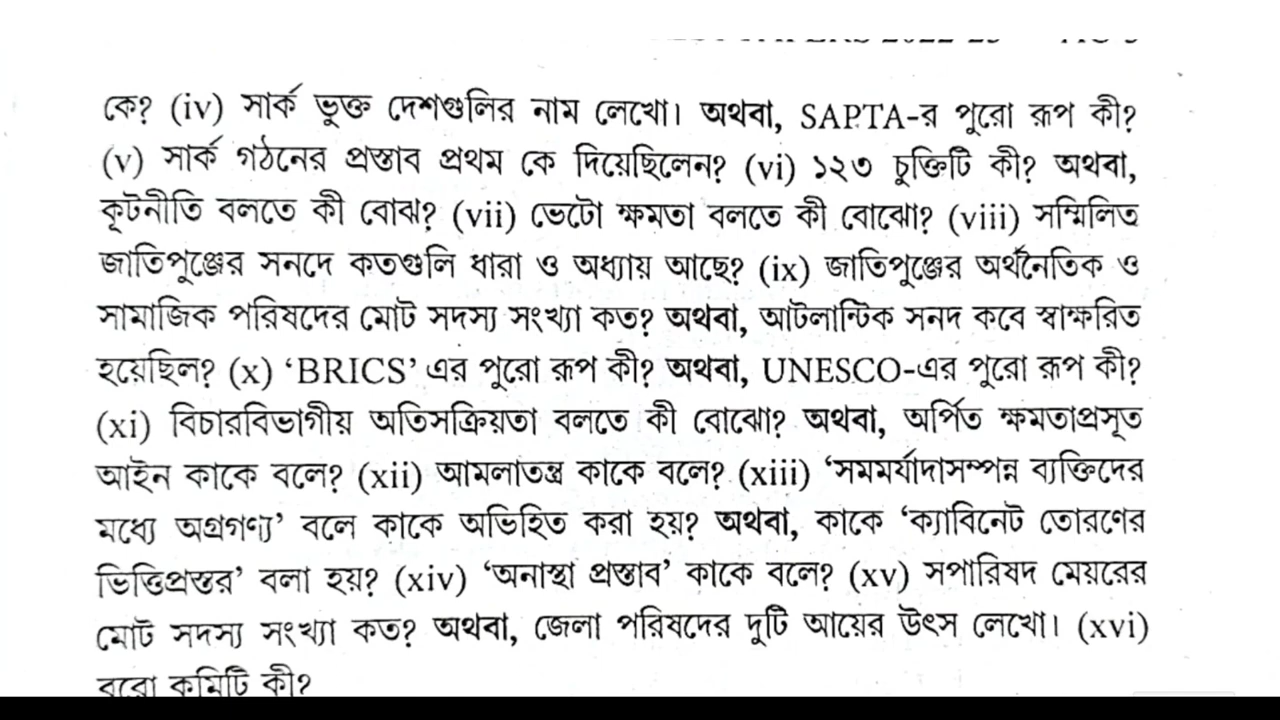 কে? (iv) সার্ক ভুক্ত দেশগুলির নাম লেখো। অথবা, SAPTA-র পুরো রূপ কী?
(v) সার্ক গঠনের প্রস্তাব প্রথম কে দিয়েছিলেন? (vi) ১২৩ চুক্তিটি কী? অথবা,
কূটনীতি বলতে কী বোঝ? (vii) ভেটো ক্ষমতা বলতে কী বোঝো? (viii) সম্মিলিত
জাতিপুঞ্জের সনদে কতগুলি ধারা ও অধ্যায় আছে? (ix) জাতিপুঞ্জের অর্থনৈতিক ও
সামাজিক পরিষদের মোট সদস্য সংখ্যা কত? অথবা, আটলান্টিক সনদ কবে স্বাক্ষরিত
হয়েছিল? (x) ‘BRICS’ এর পুরো রূপ কী? অথবা, UNESCO-এর পুরো রূপ কী?
(xi) বিচারবিভাগীয় অতিসক্রিয়তা বলতে কী বোঝো? অথবা, অর্পিত ক্ষমতাপ্রসূত
আইন কাকে বলে? (xii) আমলাতন্ত্র কাকে বলে? (xiii) ‘সমমর্যাদাসম্পন্ন ব্যক্তিদের
মধ্যে অগ্রগণ্য’ বলে কাকে অভিহিত করা হয়? অথবা, কাকে ‘ক্যাবিনেট তোরণের
ভিত্তিপ্রস্তর’ বলা হয়? (xiv) ‘অনাস্থা প্রস্তাব’ কাকে বলে? (xv) সপারিষদ মেয়রের
মোট সদস্য সংখ্যা কত? অথবা, জেলা পরিষদের দুটি আয়ের উৎস লেখো। (xvi)
বরো কমিটি কী?